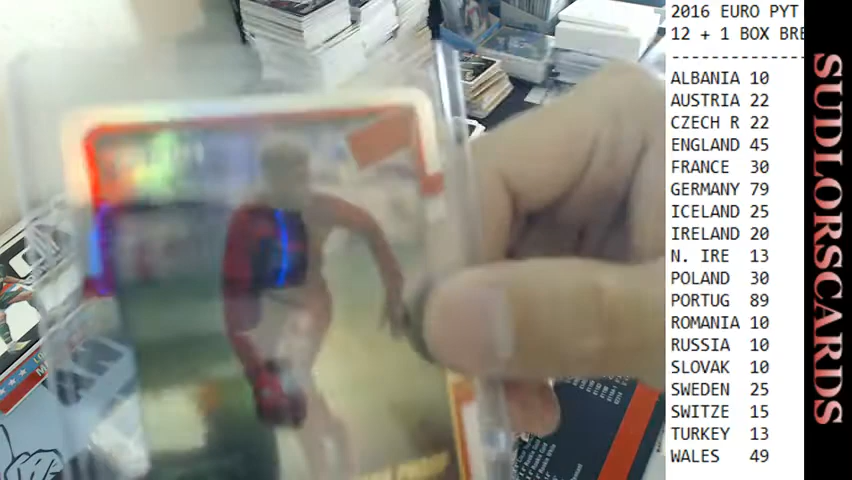 2016 EURO PYT
12 + 1 BOX BRE
ALBANIA 10
AUSTRIA 22
CZECH R 22
ENGLAND 45
FRANCE 30
GERMANY 79
ICELAND 25
IRELAND 20
N. IRE 13
POLAND 30
PORTUG 89
ROMANIA 10
RUSSIA 10
SLOVAK 10
SWEDEN 25
SWITZE 15
TURKEY 13
WALES 49
SUDLORSCARDS